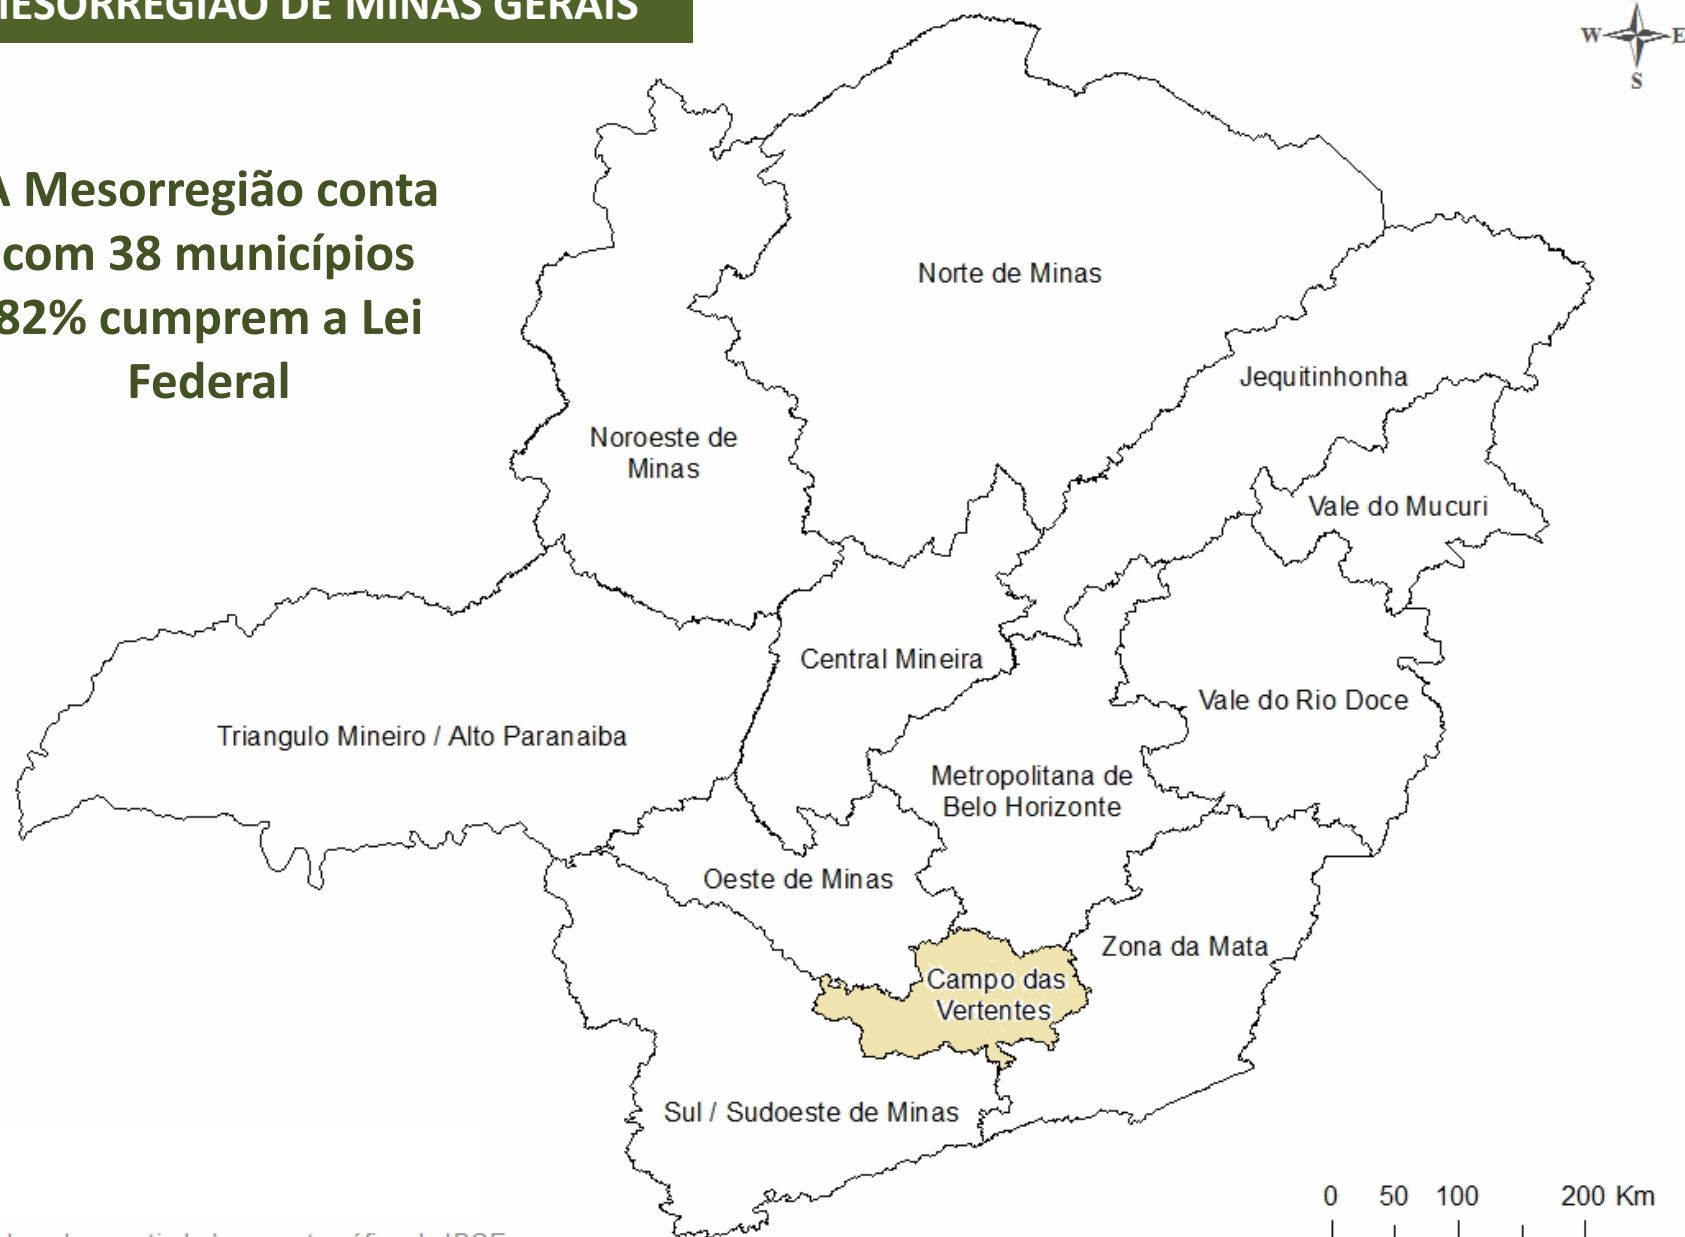 MESORREGIÃO DE MINAS GERAIS
W E
S
A Mesorregião conta
com 38 municípios
82% cumprem a Lei
Federal
Norte de Minas
Jequitinhonha
Noroeste de
Minas
Vale do Mucuri
Central Mineira
Vale do Rio Doce
Triangulo Mineiro / Alto Paranaiba
Metropolitana de
Belo Horizonte
Oeste de Minas
Zona da Mata
Campo das
Vertentes
Sul / Sudoeste de Minas
0 50 100 200 Km